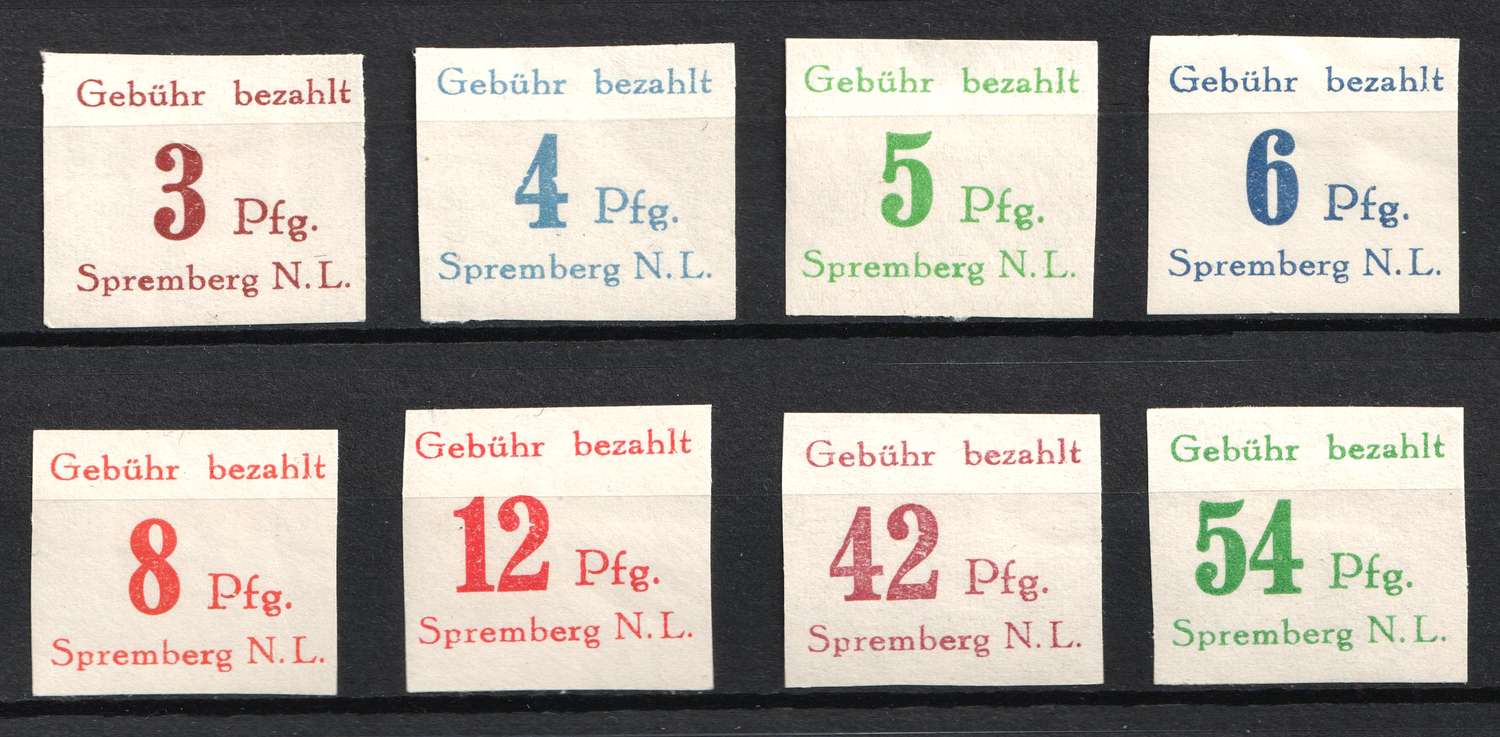 Gebühr bezahlt
3 Pfg.
Spremberg N.L.
Gebühr bezahlt
4 Pfg.
Spremberg N.L.
Gebühr bezahlt
5 Pfg.
Spremberg N.L.
Gebühr bezahlt
6 Pfg.
Spremberg N.L.
Gebühr bezahlt
8 Pfg.
Spremberg N.L.
Gebühr bezahlt
12 Pfg.
Spremberg N.L.
Gebühr bezahlt
42 Pfg.
Spremberg N.L.
Gebühr bezahlt
54 Pfg.
Spremberg N.L.